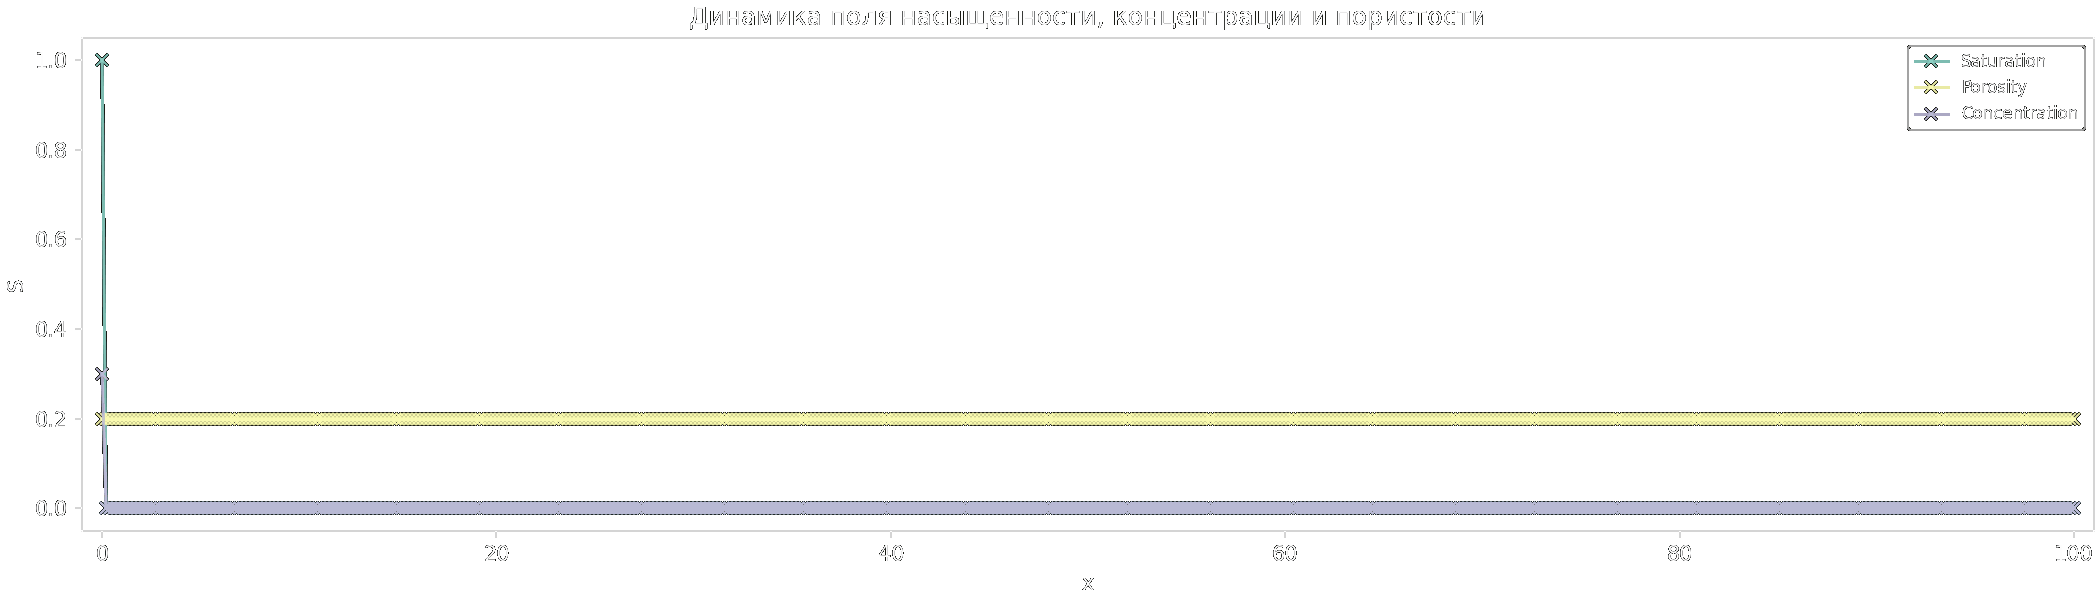 Динамика поля насыщенности, концентрации и пористости
1.0
0.8
0.6
0.4
0.2
0.0
S
Saturation
Porosity
Concentration
0 20 40 60 80 100
x